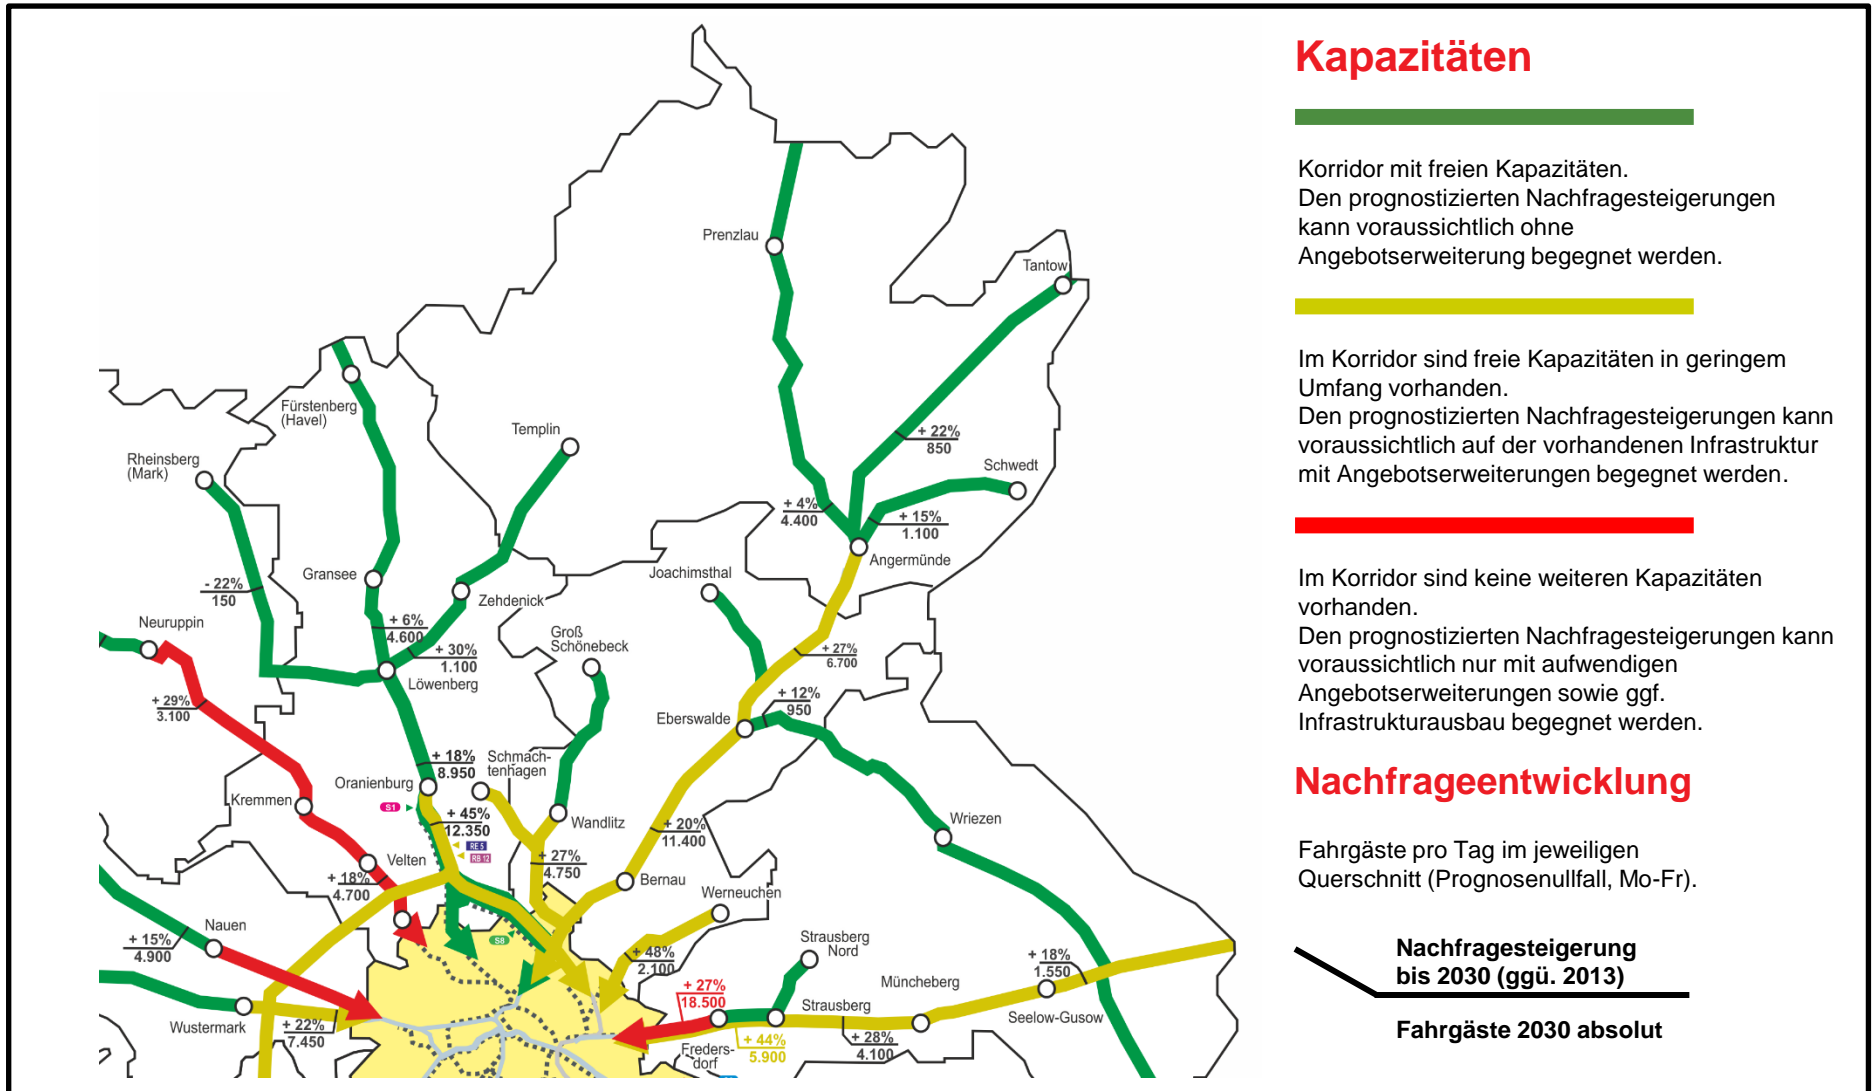 Kapazitäten
Korridor mit freien Kapazitäten.
Den prognostizierten Nachfragesteigerungen
kann voraussichtlich ohne
Angebotserweiterung begegnet werden.
Im Korridor sind freie Kapazitäten in geringem
Umfang vorhanden.
Den prognostizierten Nachfragesteigerungen kann
voraussichtlich auf der vorhandenen Infrastruktur
mit Angebotserweiterungen begegnet werden.
Im Korridor sind keine weiteren Kapazitäten
vorhanden.
Den prognostizierten Nachfragesteigerungen kann
voraussichtlich nur mit aufwendigen
Angebotserweiterungen sowie ggf.
Infrastrukturausbau begegnet werden.
Nachfrageentwicklung
Fahrgäste pro Tag im jeweiligen
Querschnitt (Prognosenullfall, Mo-Fr).
Nachfragesteigerung
bis 2030 (ggü. 2013)
Fahrgäste 2030 absolut
Prenzlau
Tantow
Fürstenberg
(Havel)
Templin
+ 22%
850
Rheinsberg
(Mark)
Schwedt
+ 4%
4.400
+ 15%
1.100
Angermünde
Gransee
Joachimsthal
- 22%
150
Zehdenick
Neuruppin
+ 6%
4.600
Groß
Schönebeck
+ 30%
1.100
+ 27%
6.700
Löwenberg
+ 29%
3.100
+ 12%
950
Eberswalde
+ 18%
8.950
Schmach-
tenhagen
Oranienburg
Kremmen
S1
+ 45%
12.350
Wandlitz
Wriezen
+ 20%
11.400
RE 5
RB 12
Velten
+ 27%
4.750
+ 18%
4.700
Bernau
Werneuchen
Nauen
+ 15%
4.900
S8
Strausberg
Nord
+ 48%
2.100
+ 18%
1.550
Müncheberg
+ 27%
18.500
Strausberg
Seelow-Gusow
Wustermark
+ 22%
7.450
+ 44%
5.900
+ 28%
4.100
Fredersdorf
dorf